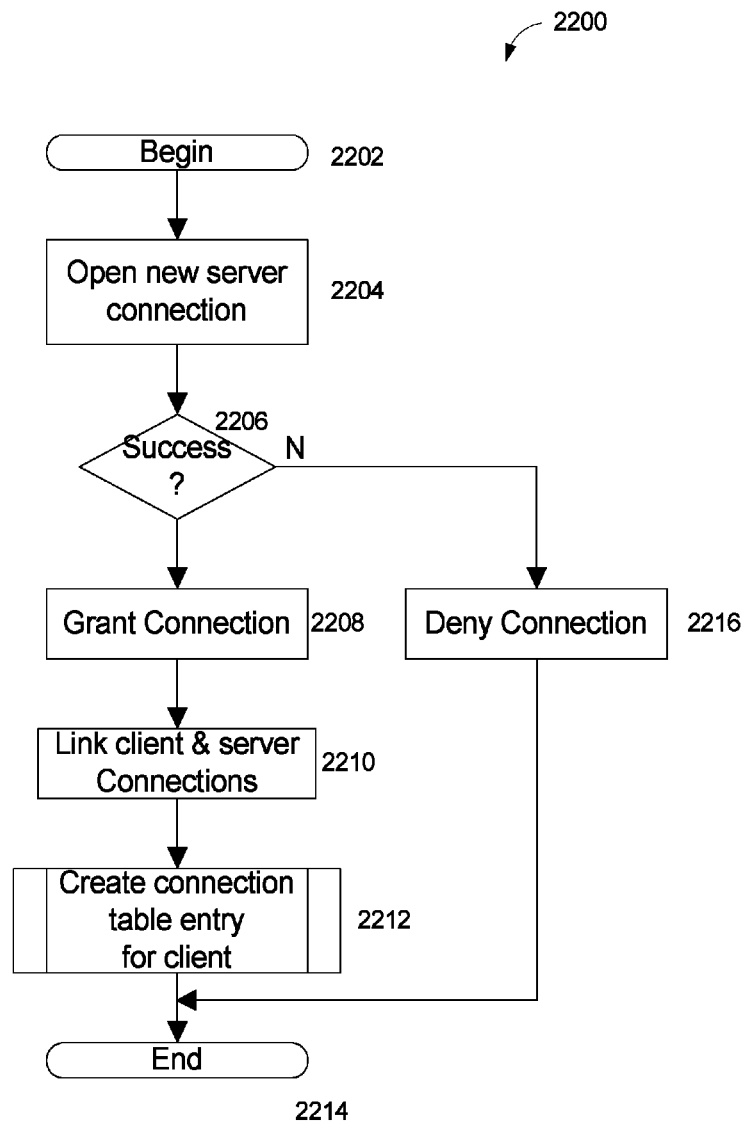 2200
Begin
2202
Open new server
connection
2204
2206
Success
?
N
Grant Connection
2208
Deny Connection
2216
Link client & server
Connections
2210
Create connection
table entry
for client
2212
End
2214